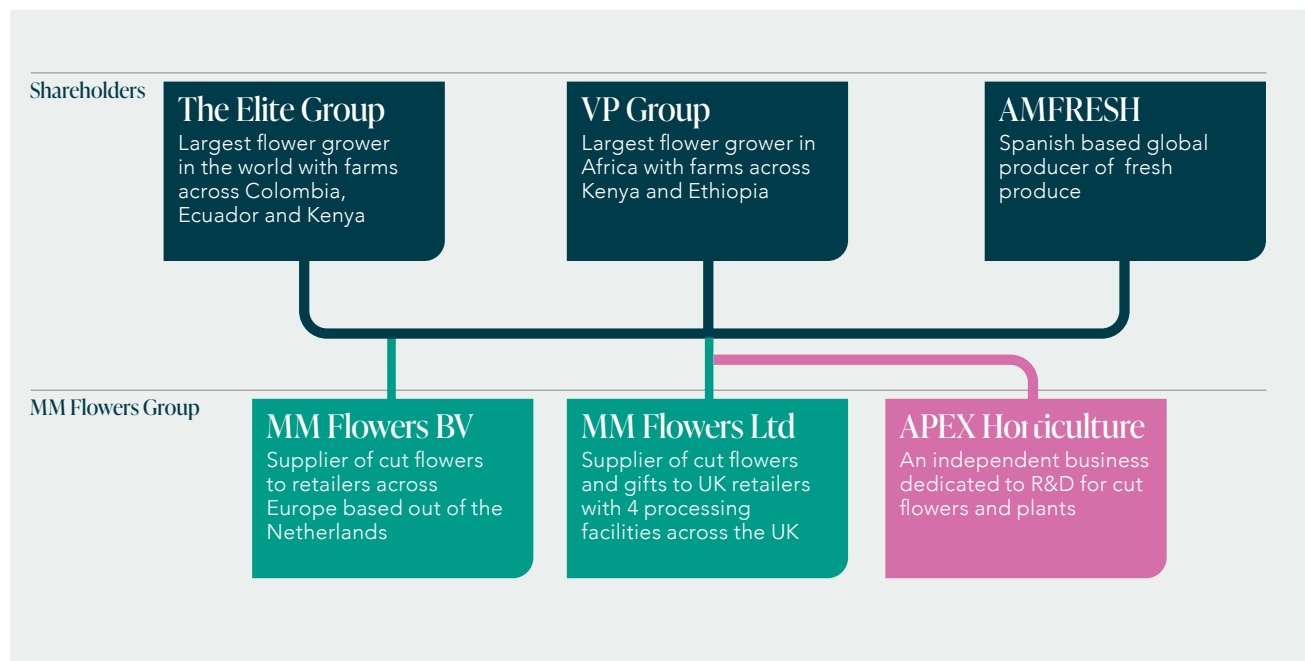 Shareholders
The Elite Group
Largest flower grower
in the world with farms
across Colombia,
Ecuador and Kenya
VP Group
Largest flower grower in
Africa with farms across
Kenya and Ethiopia
AMFRESH
Spanish based global
producer of fresh
produce
MM Flowers Group
MM Flowers BV
Supplier of cut flowers
to retailers across
Europe based out of the
Netherlands
MM Flowers Ltd
Supplier of cut flowers
and gifts to UK retailers
with 4 processing
facilities across the UK
APEX Horticulture
An independent business
dedicated to R&D for cut
flowers and plants